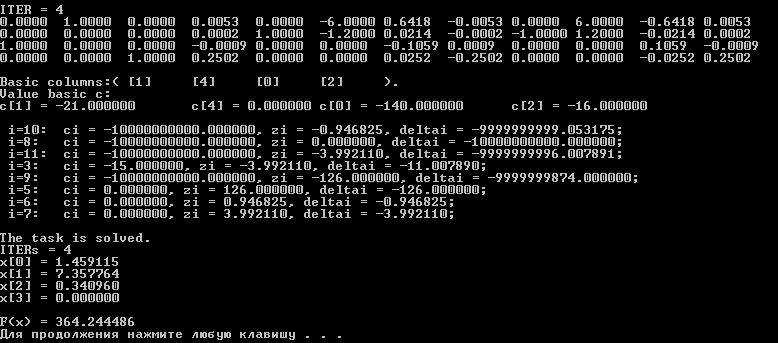 ITER = 4
0.0000 1.0000 0.0000 0.0053 0.0000 -6.0000 0.6418 -0.0053 0.0000 6.0000 -0.6418 0.0053
0.0000 0.0000 0.0000 0.0002 1.0000 -1.2000 0.0214 -0.0002 -1.0000 1.2000 -0.0214 0.0002
1.0000 0.0000 0.0000 -0.0009 0.0000 0.0000 -0.1059 0.0009 0.0000 0.0000 0.1059 -0.0009
0.0000 0.0000 1.0000 0.2502 0.0000 0.0000 0.0252 -0.2502 0.0000 0.0000 -0.0252 0.2502
Basic columns:( [1] [4] [0] [2] ).
Value basic c:
c[1] = -21.000000 c[4] = 0.000000 c[0] = -140.000000 c[2] = -16.000000
i=10: ci = -10000000000.000000, zi = -0.946825, deltai = -9999999999.053175;
i=8: ci = -10000000000.000000, zi = 0.000000, deltai = -10000000000.000000;
i=11: ci = -10000000000.000000, zi = -3.992110, deltai = -9999999996.007891;
i=3: ci = -15.000000, zi = -3.992110, deltai = -11.007890;
i=9: ci = -10000000000.000000, zi = -126.000000, deltai = -9999999874.000000;
i=5: ci = 0.000000, zi = 126.000000, deltai = -126.000000;
i=6: ci = 0.000000, zi = 0.946825, deltai = -0.946825;
i=7: ci = 0.000000, zi = 3.992110, deltai = -3.992110;
The task is solved.
ITERs = 4
x[0] = 1.459115
x[1] = 7.357764
x[2] = 0.340960
x[3] = 0.000000
F(x) = 364.244486
Для продолжения нажмите любую клавишу . . .